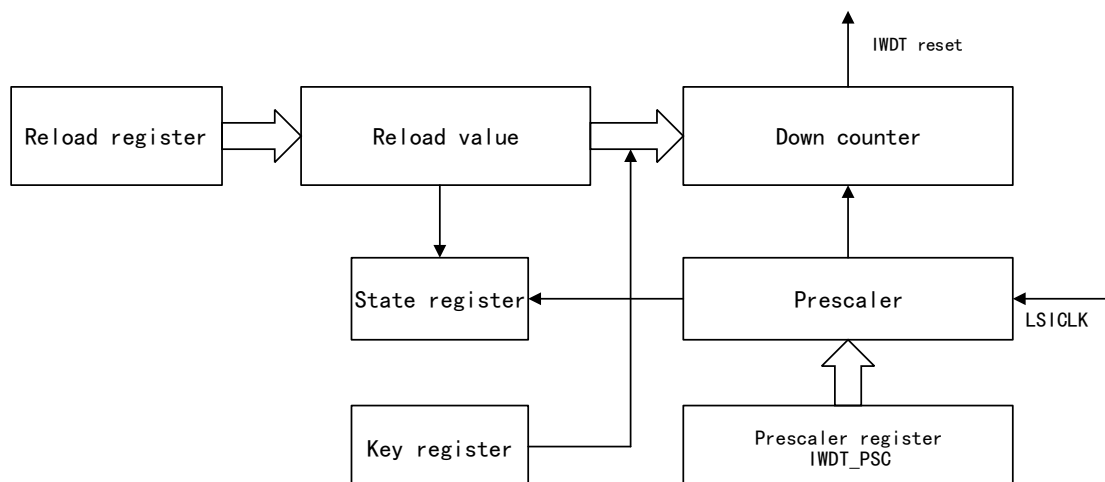 IWDT reset
Reload register
Reload value
Down counter
State register
Prescaler
LSICLK
Key register
Prescaler register
IWDT_PSC